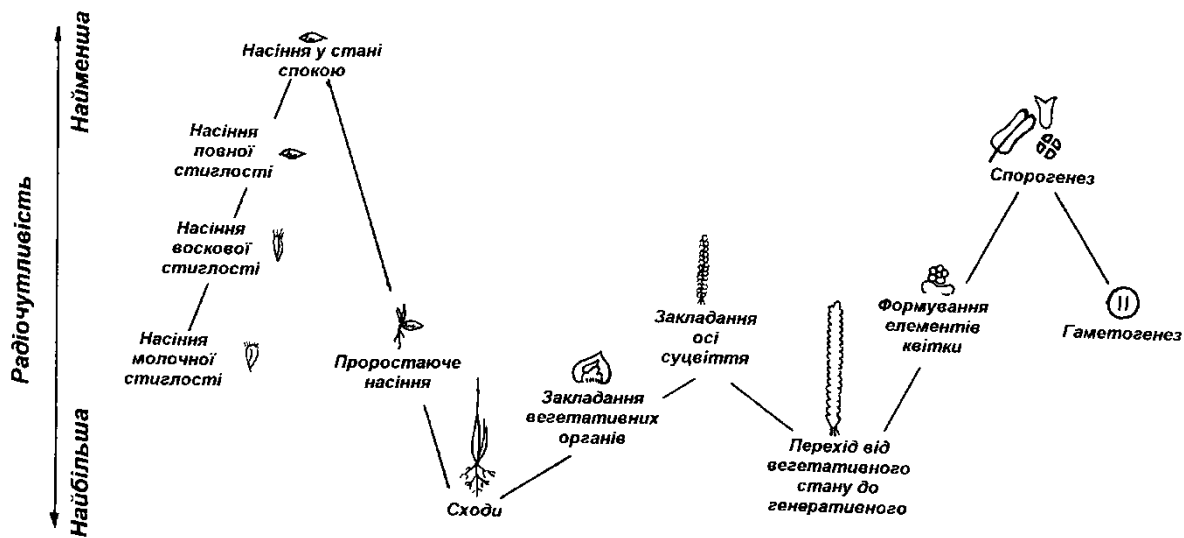 Радіочутливість
Найменша
Найбільша
Насіння у стані
спокою
Насіння
повної
стиглості
Насіння
воскової
стиглості
Насіння
молочної
стиглості
Проростаюче
насіння
Сходи
Закладання
вегетативних
органів
Закладання
осі
суцвіття
Перехід від
вегетативного
стану до
генеративного
Формування
елементів
квітки
Спорогенез
Гаметогенез